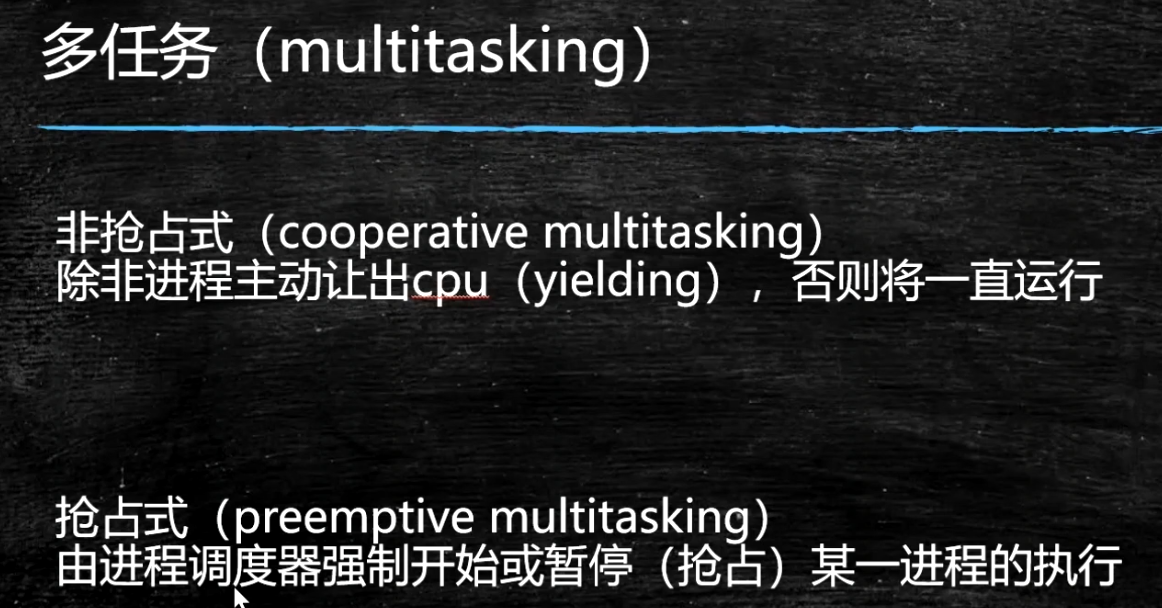 多任务（multitasking）
非抢占式（cooperative multitasking）
除非进程主动让出cpu（yielding），否则将一直运行
抢占式（preemptive multitasking）
由进程调度器强制开始或暂停（抢占）某一进程的执行